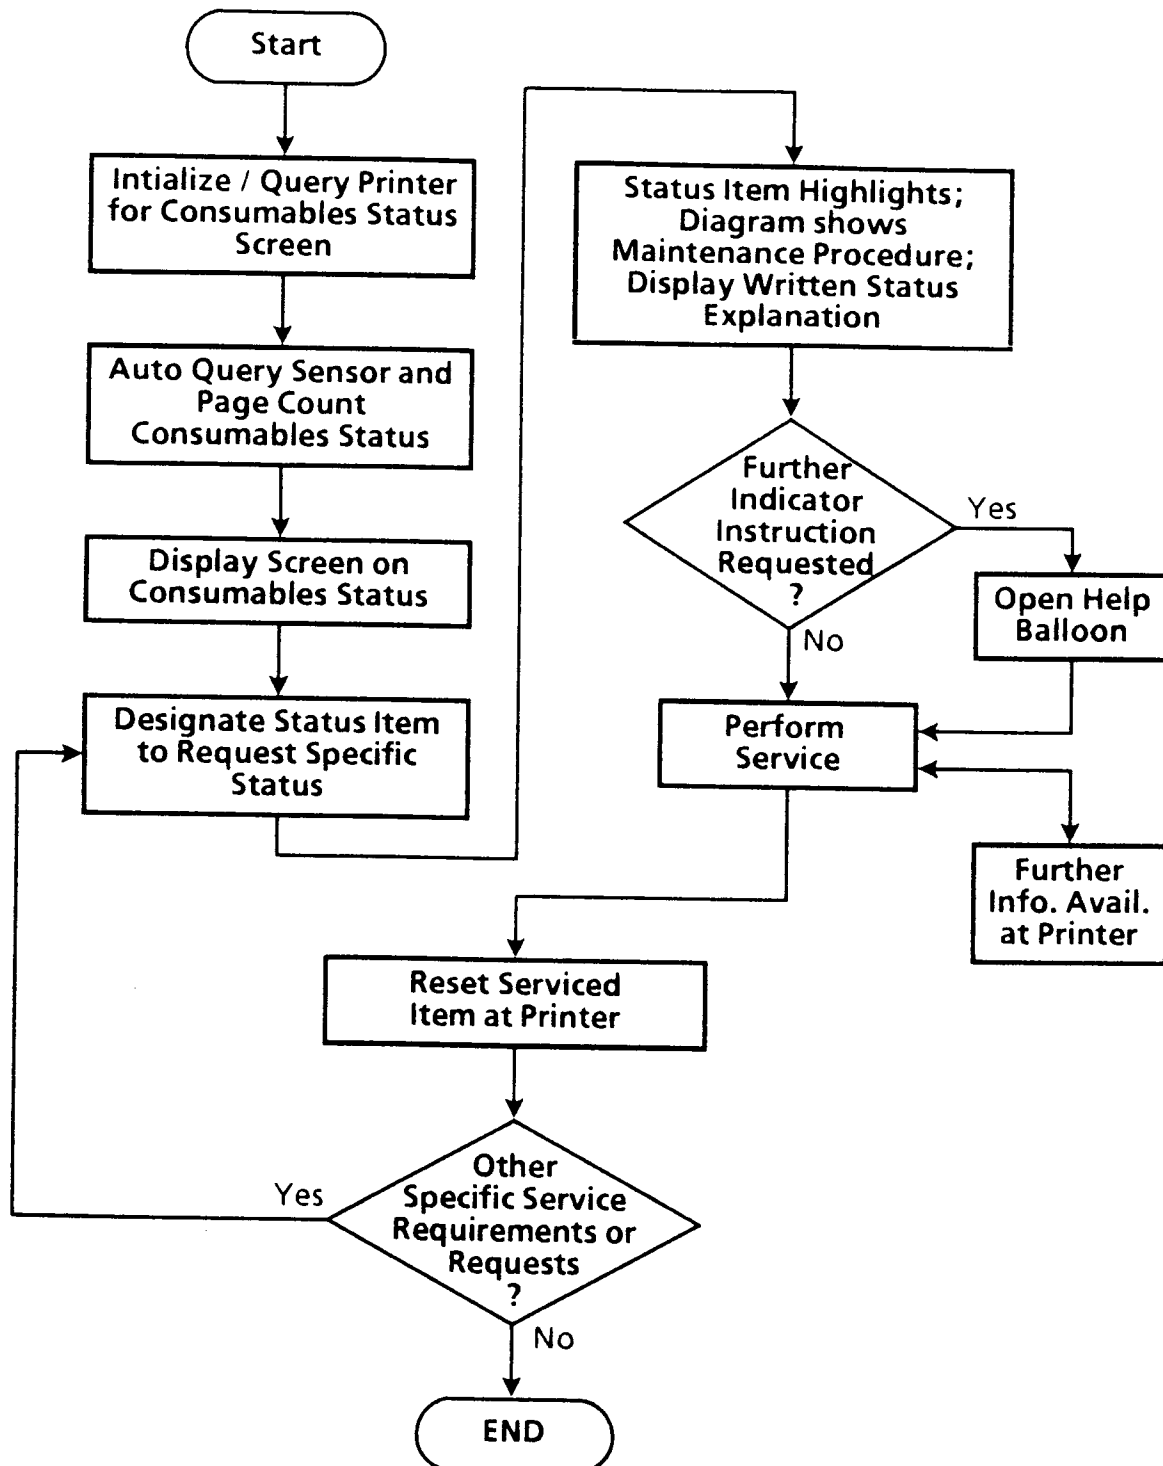 Start
Intialize / Query Printer
for Consumables Status
Screen
Auto Query Sensor and
Page Count
Consumables Status
Display Screen on
Consumables Status
Designate Status Item
to Request Specific
Status
Status Item Highlights;
Diagram shows
Maintenance Procedure;
Display Written Status
Explanation
Further
Indicator
Instruction
Requested
?
Yes
No
Open Help
Balloon
Perform
Service
Further
Info. Avail.
at Printer
Reset Serviced
Item at Printer
Other
Specific Service
Requirements or
Requests
?
Yes
No
END